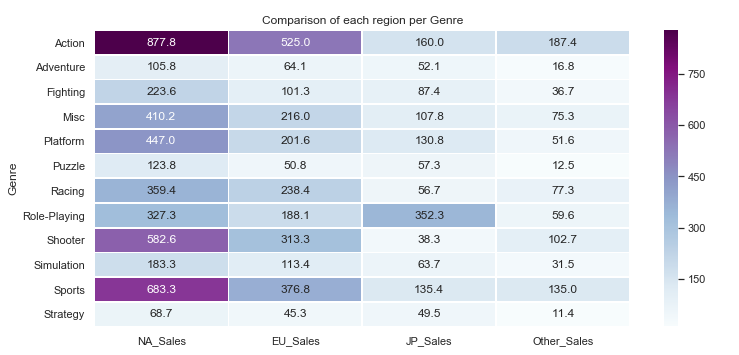 Comparison of each region per Genre
Genre
Action 877.8 525.0 160.0 187.4
Adventure 105.8 64.1 52.1 16.8
Fighting 223.6 101.3 87.4 36.7
Misc 410.2 216.0 107.8 75.3
Platform 447.0 201.6 130.8 51.6
Puzzle 123.8 50.8 57.3 12.5
Racing 359.4 238.4 56.7 77.3
Role-Playing 327.3 188.1 352.3 59.6
Shooter 582.6 313.3 38.3 102.7
Simulation 183.3 113.4 63.7 31.5
Sports 683.3 376.8 135.4 135.0
Strategy 68.7 45.3 49.5 11.4
NA_Sales EU_Sales JP_Sales Other_Sales
750
600
450
300
150